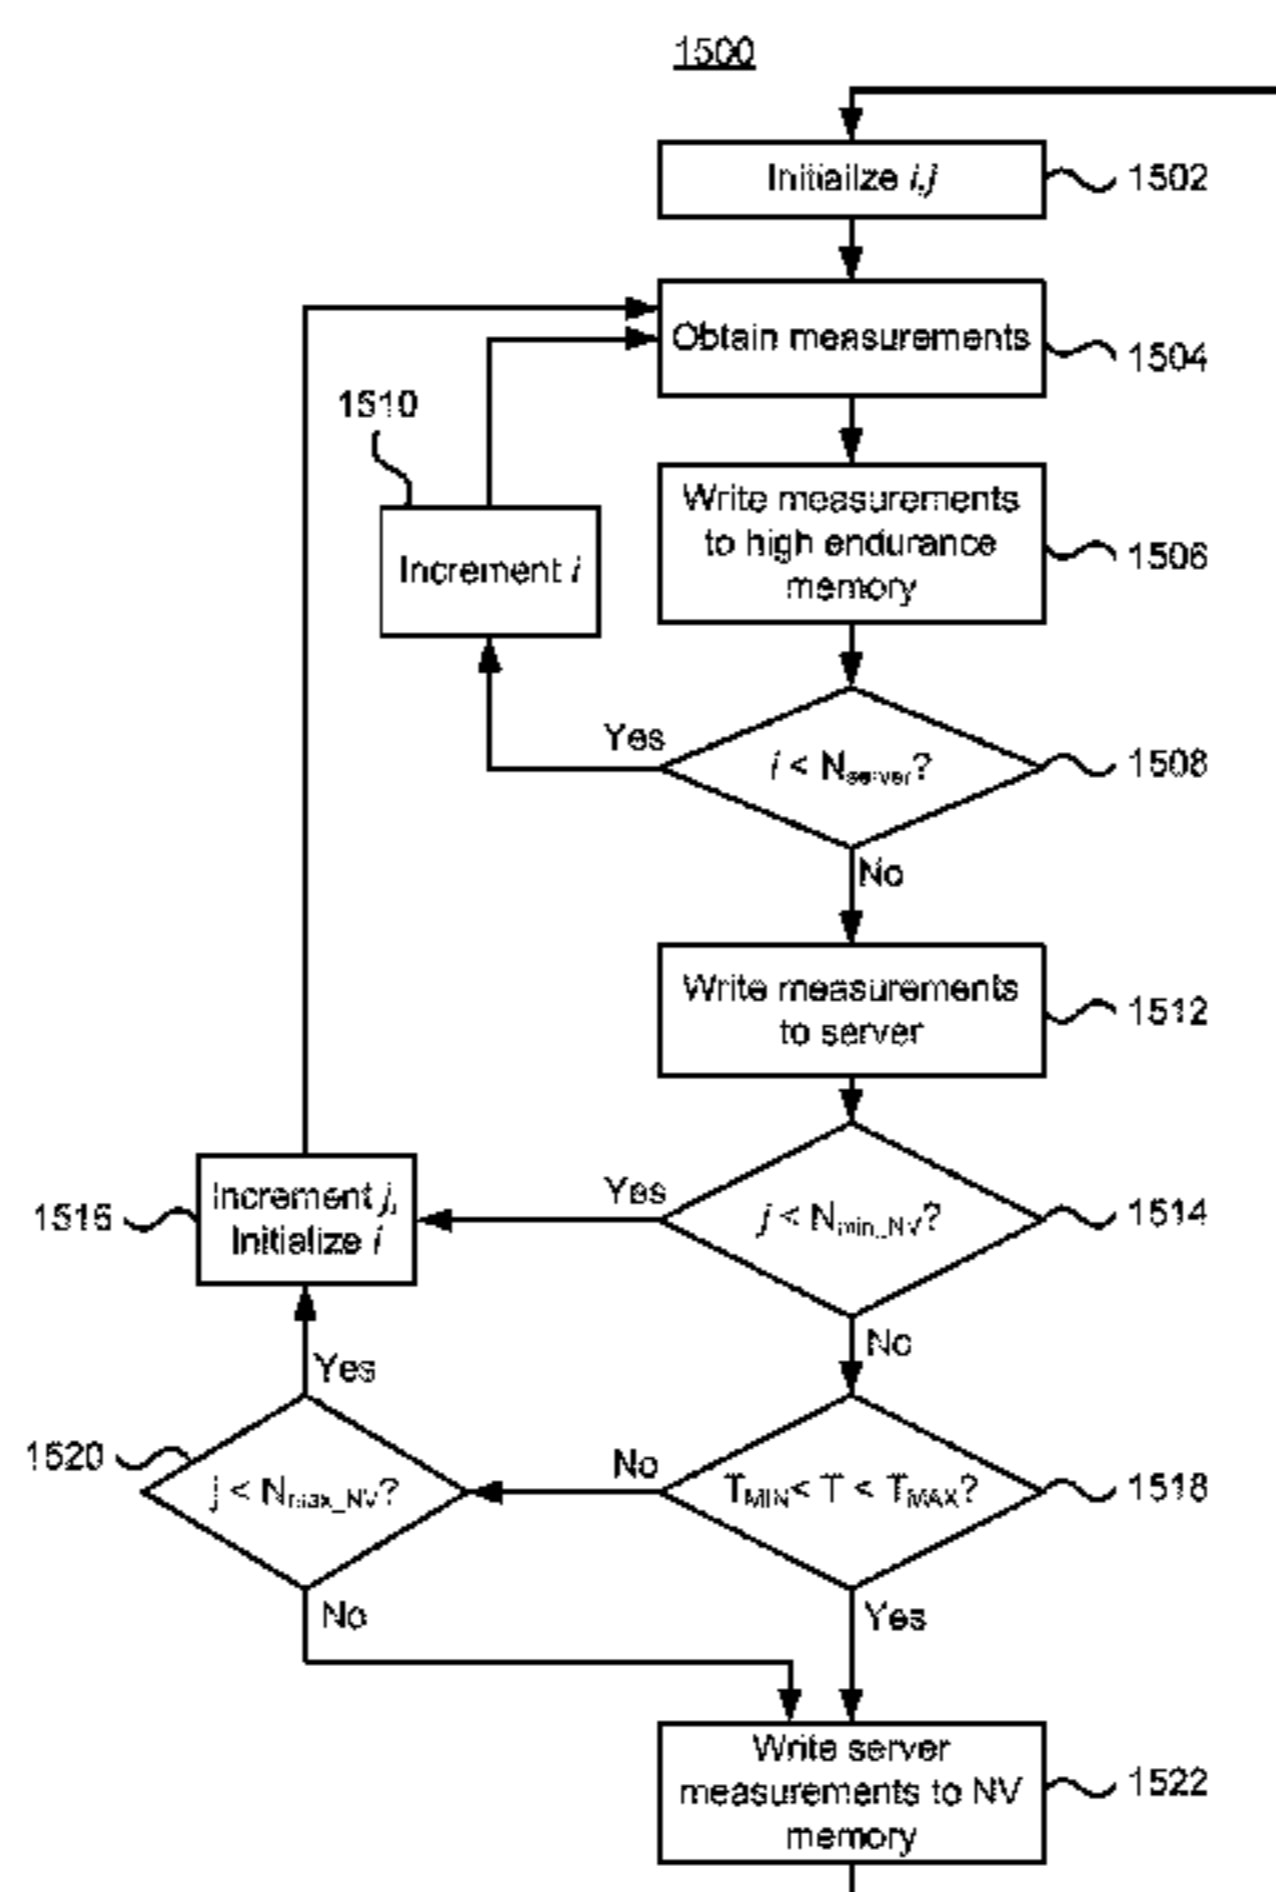 1500
Initiailze i,j
1502
Obtain measurements
1504
1510
Write measurements
to high endurance
memory
1506
Increment i
Yes
i < Nserver?
1508
No
Write measurements
to server
1512
Increment j,
Initialize i
1516
Yes
j < Nmin_NV?
1514
No
Yes
1520
j < Nmax_NV?
No
TMIN< T < TMAX?
1518
No
Yes
Write server
measurements to NV
memory
1522